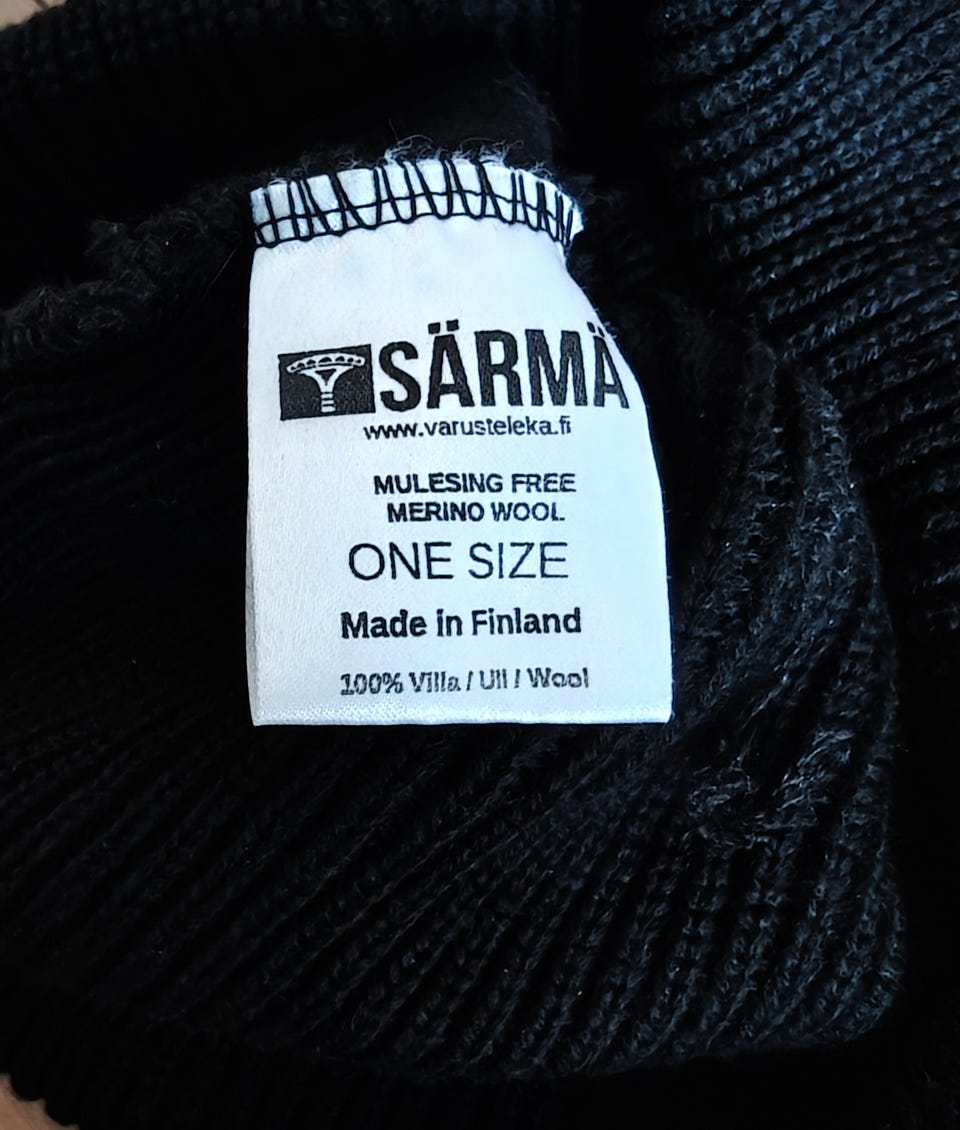 SÄRMÄ
www.varusteleka.fi
MULESING FREE
MERINO WOOL
ONE SIZE
Made in Finland
100% Villa / Ull / Wool